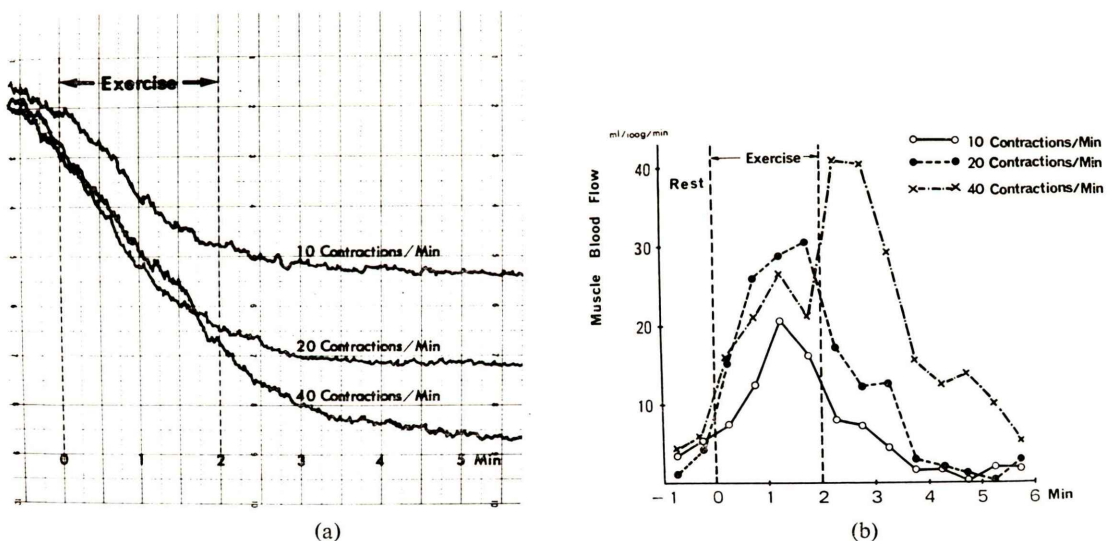 Exercise
10 Contractions/Min
20 Contractions/Min
40 Contractions/Min
0 1 2 3 4 5 Min
(a)
ml/100g/min
10 Contractions/Min
20 Contractions/Min
40 Contractions/Min
Exercise
Rest
Muscle Blood Flow
40
30
20
10
-1 0 1 2 3 4 5 6 Min
(b)